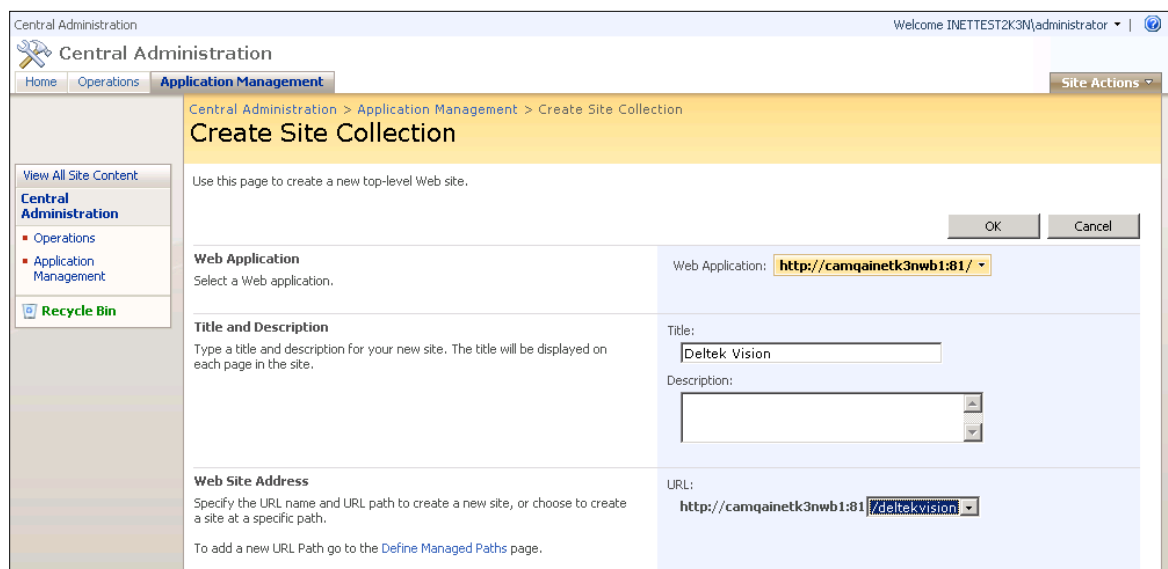 Central Administration
Welcome INETTEST2K3N\administrator
Central Administration
Home Operations Application Management Site Actions
Central Administration > Application Management > Create Site Collection
Create Site Collection
View All Site Content
Central
Administration
Operations
Application
Management
Recycle Bin
Use this page to create a new top-level Web site.
OK Cancel
Web Application
Select a Web application.
Web Application: http://camqainetk3nwb1:81/
Title and Description
Type a title and description for your new site. The title will be displayed on
each page in the site.
Title:
Deltek Vision
Description:
Web Site Address
Specify the URL name and URL path to create a new site, or choose to create
a site at a specific path.
To add a new URL Path go to the Define Managed Paths page.
URL:
http://camqainetk3nwb1:81 /deltekvision